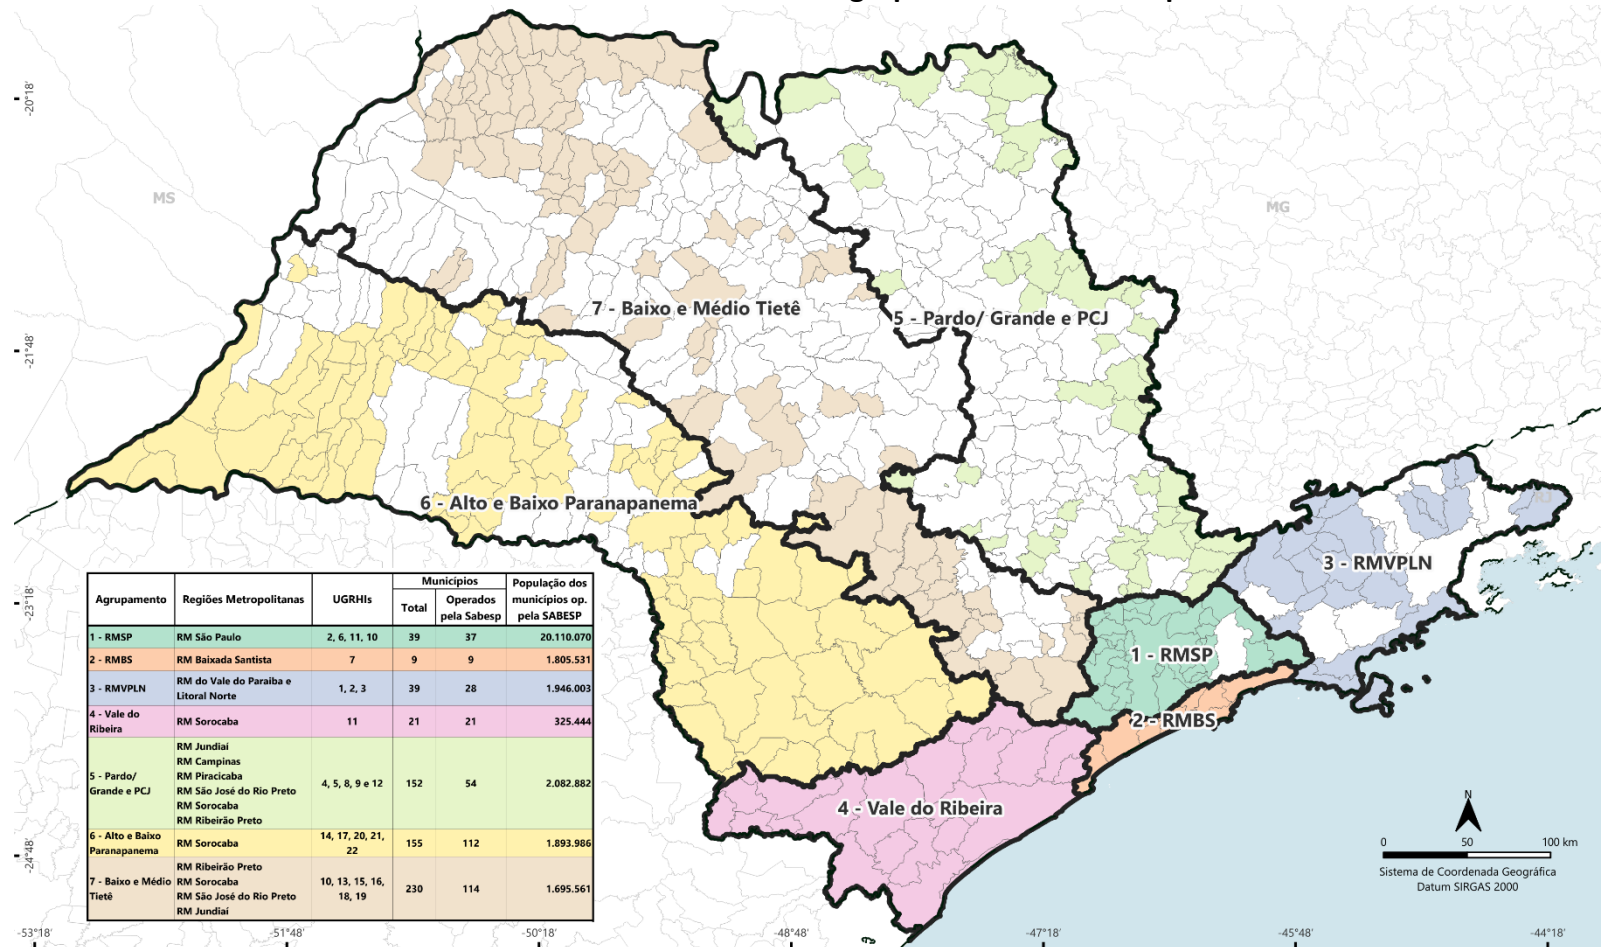 -20°18'
-21°48'
-23°18'
-24°48'
MS
MG
RJ
7 - Baixo e Médio Tietê
5 - Pardo/ Grande e PCJ
6 - Alto e Baixo Paranapanema
3 - RMVPLN
1 - RMSP
2 - RMBS
4 - Vale do Ribeira
Agrupamento Regiões Metropolitanas UGRHIs Municípios População dos municípios op. pela SABESP
Total Operados pela Sabesp
1 - RMSP RM São Paulo 2, 6, 11, 10 39 37 20.110.070
2 - RMBS RM Baixada Santista 7 9 9 1.805.531
3 - RMVPLN RM do Vale do Paraiba e Litoral Norte 1, 2, 3 39 28 1.946.003
4 - Vale do Ribeira RM Sorocaba 11 21 21 325.444
5 - Pardo/ Grande e PCJ RM Jundiaí
RM Campinas
RM Piracicaba
RM São José do Rio Preto
RM Sorocaba
RM Ribeirão Preto 4, 5, 8, 9 e 12 152 54 2.082.882
6 - Alto e Baixo Paranapanema RM Sorocaba 14, 17, 20, 21, 22 155 112 1.893.986
7 - Baixo e Médio Tietê RM Ribeirão Preto
RM Sorocaba
RM São José do Rio Preto
RM Jundiaí 10, 13, 15, 16, 18, 19 230 114 1.695.561
N
0 50 100 km
Sistema de Coordenada Geográfica
Datum SIRGAS 2000
-53°18' -51°48' -50°18' -48°48' -47°18' -45°48' -44°18'